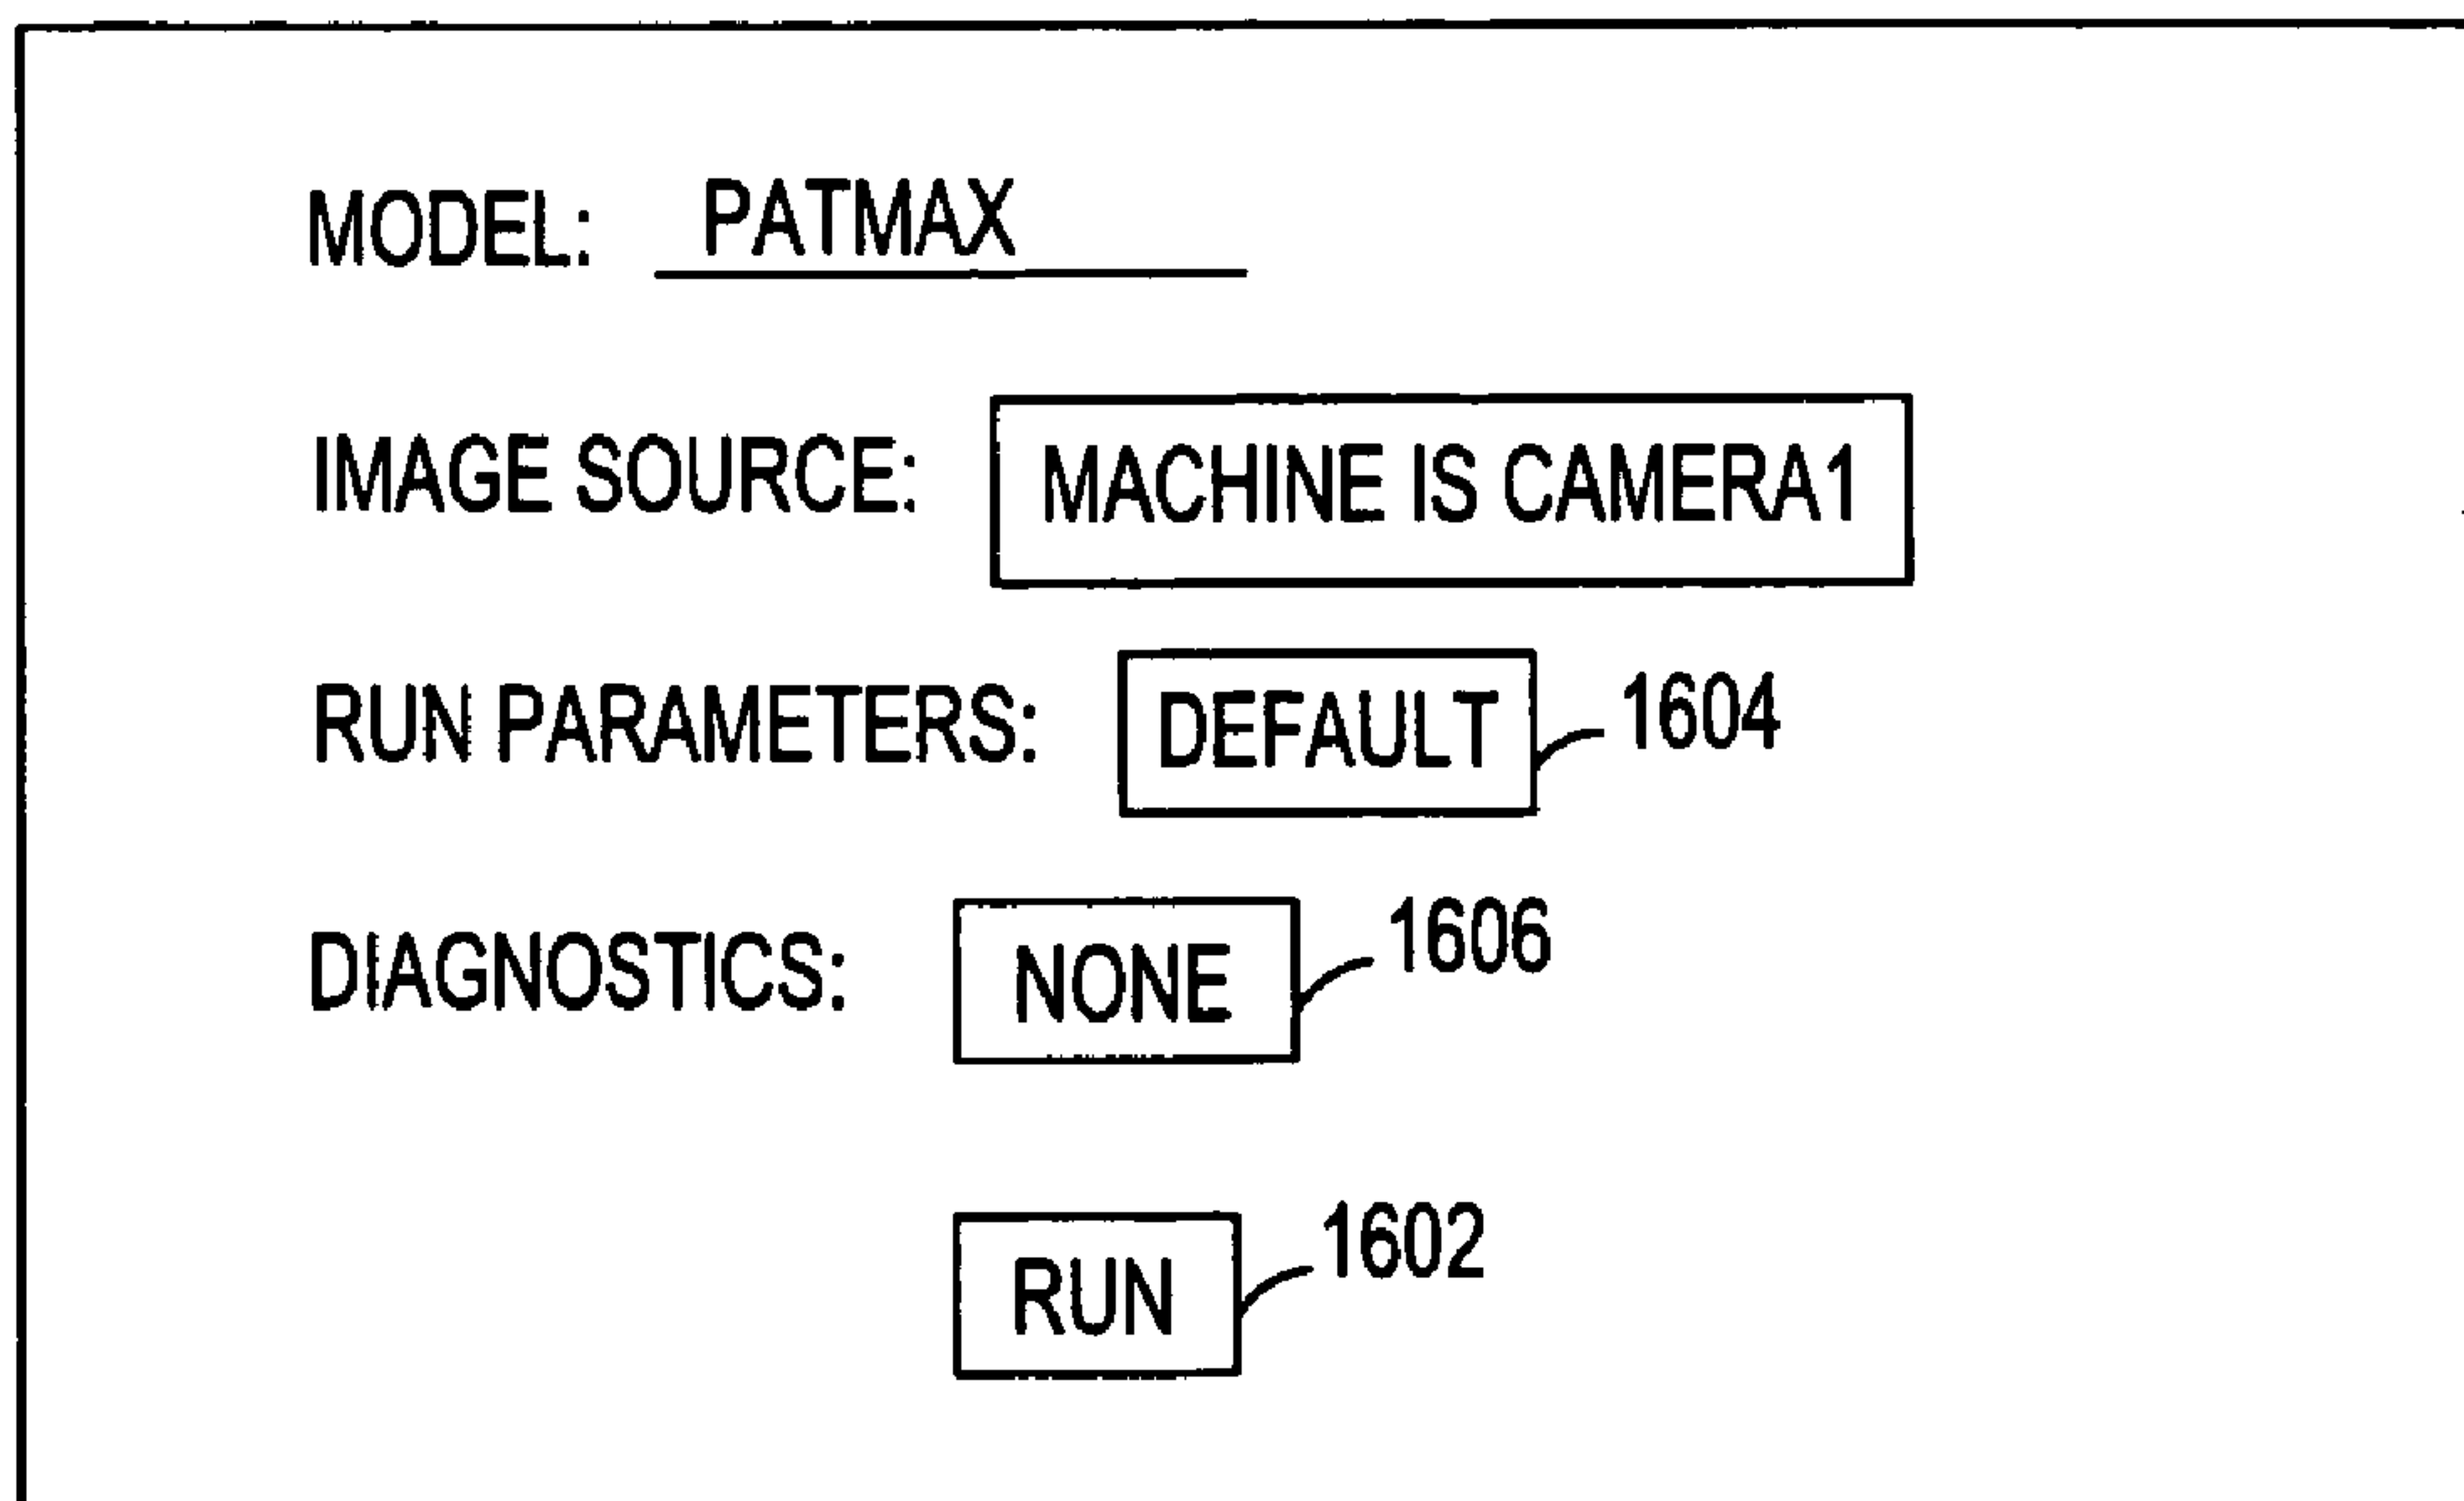 MODEL: PATMAX
IMAGE SOURCE: MACHINE IS CAMERA1
RUN PARAMETERS: DEFAULT 1604
DIAGNOSTICS: NONE 1606
RUN 1602